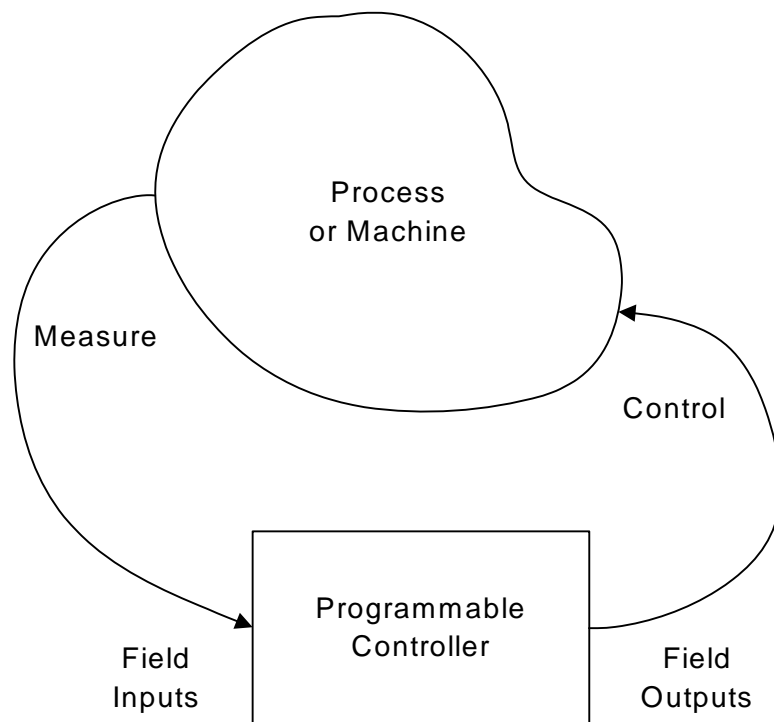 Process
or Machine
Measure
Control
Programmable
Controller
Field
Inputs
Field
Outputs